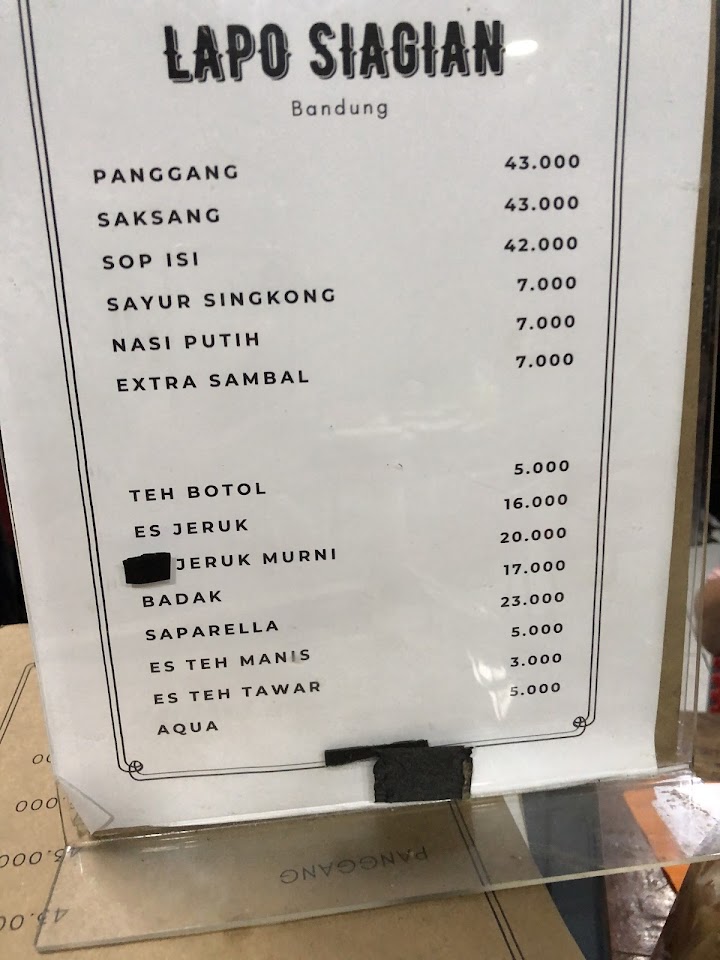 LAPO SIAGIAN
Bandung
PANGGANG 43.000
SAKSANG 43.000
SOP ISI 42.000
SAYUR SINGKONG 7.000
NASI PUTIH 7.000
EXTRA SAMBAL 7.000
TEH BOTOL 5.000
ES JERUK 16.000
JERUK MURNI 20.000
BADAK 17.000
SAPARELLA 23.000
ES TEH MANIS 5.000
ES TEH TAWAR 3.000
AQUA 5.000
PANGGANG